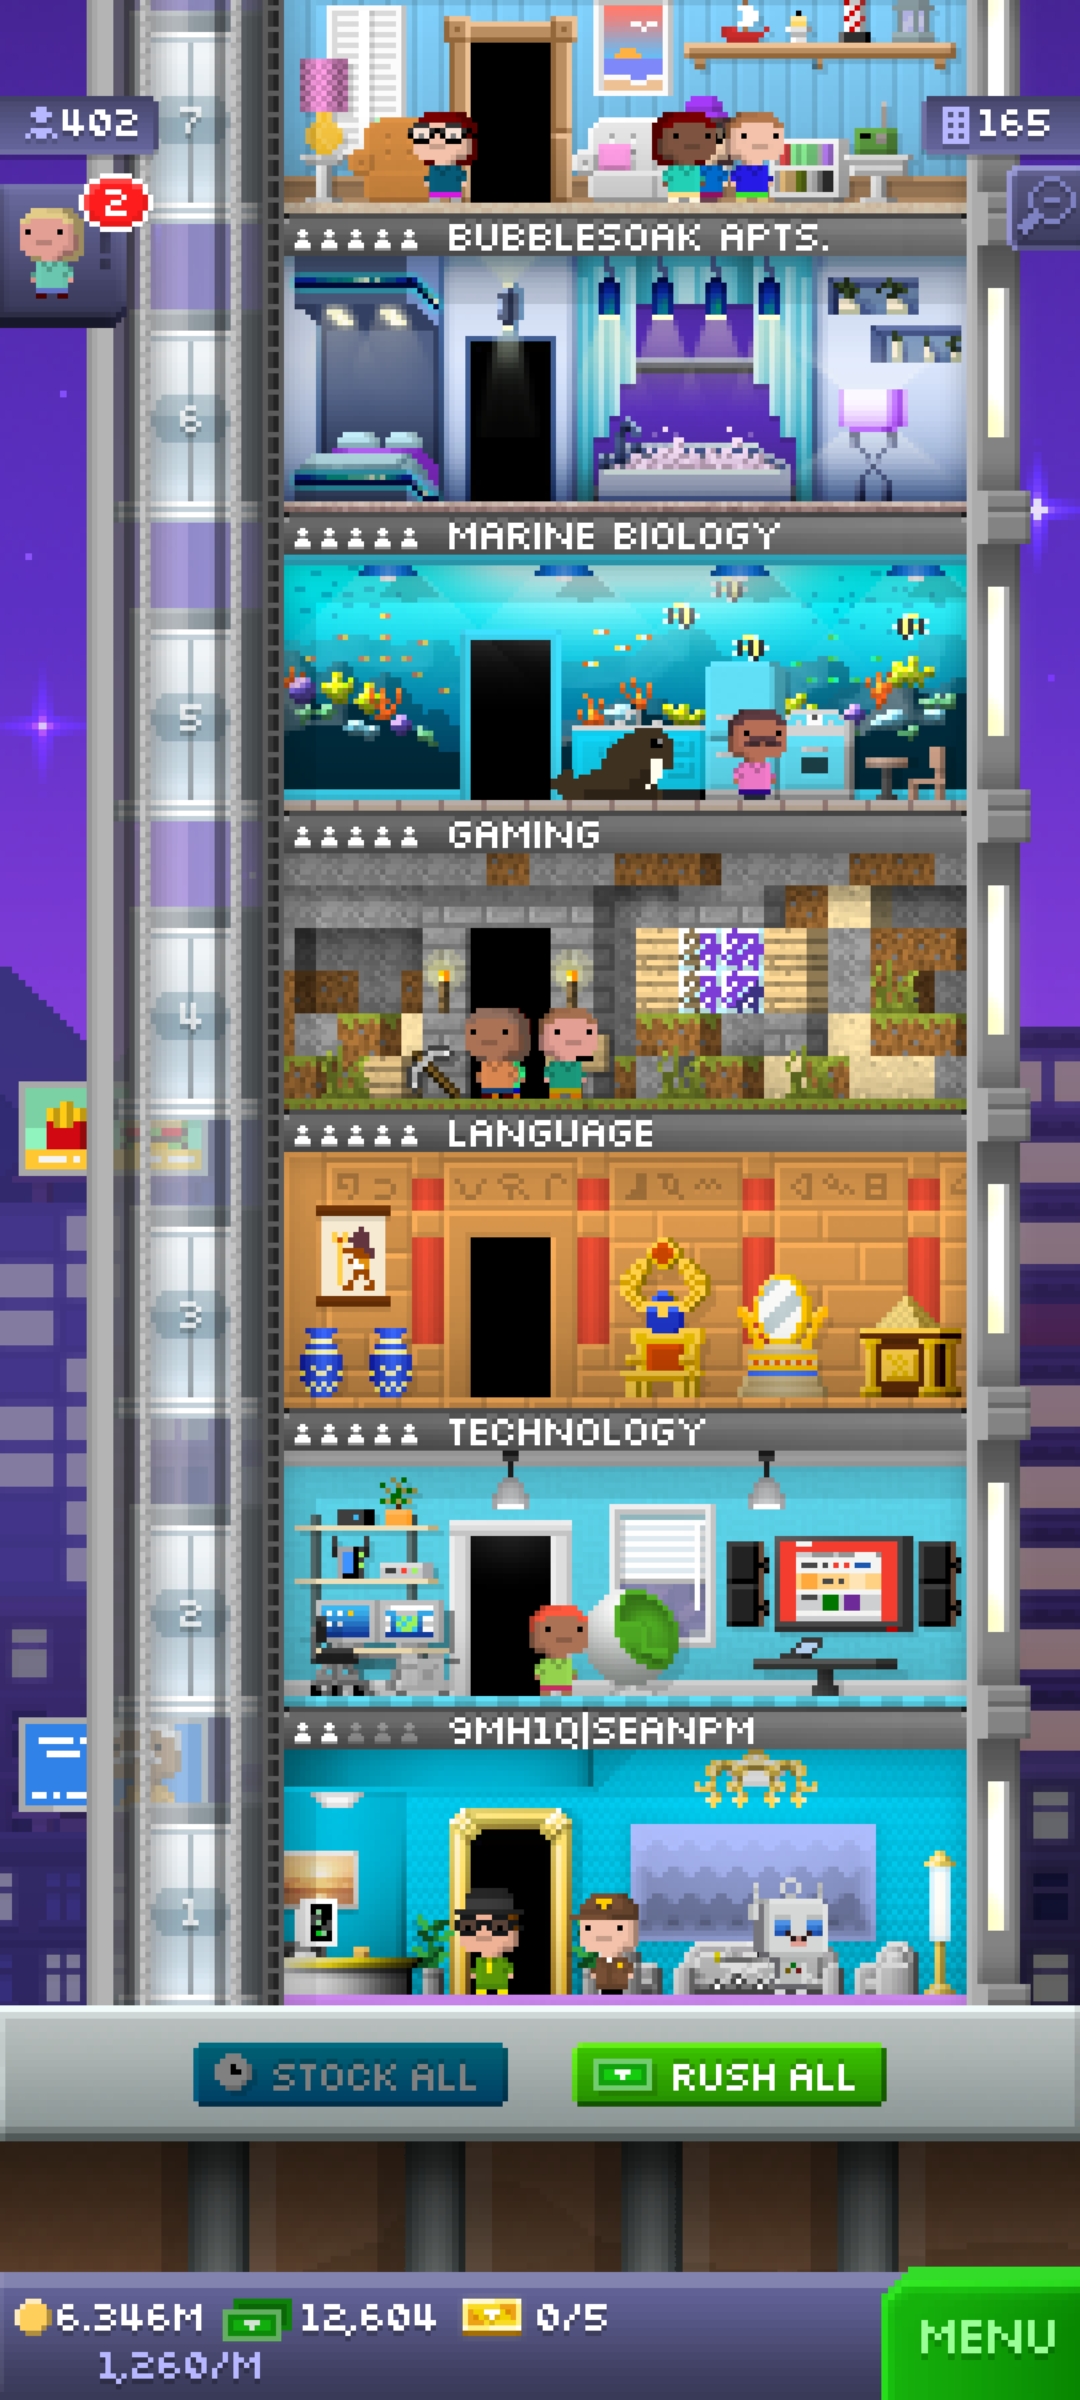 402
7
165
2
BUBBLESOAK APTS.
6
MARINE BIOLOGY
5
GAMING
4
LANGUAGE
3
TECHNOLOGY
2
9MH1Q|SEANPM
1
STOCK ALL
RUSH ALL
6.346M
12,604
0/5
1,260/M
MENU